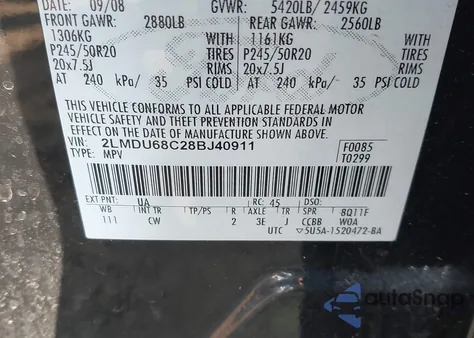 DATE: 09/08 GVWR: 5420LB/ 2459KG
FRONT GAWR: 2880LB REAR GAWR: 2560LB
1306KG WITH 1161KG WITH
P245/50R20 TIRES P245/50R20 TIRES
20x7.5J RIMS 20x7.5J RIMS
AT 240 kPa/ 35 PSI COLD AT 240 kPa/ 35 PSI COLD
THIS VEHICLE CONFORMS TO ALL APPLICABLE FEDERAL MOTOR
VEHICLE SAFETY AND THEFT PREVENTION STANDARDS IN
EFFECT ON THE DATE OF MANUFACTURE SHOWN ABOVE.
VIN: 2LMDU68C28BJ40911 F0085
TYPE: MPV T0299
EXT PNT: UA RC: 45 DSO:
WB INT TR TP/PS R AXLE TR SPR 8Q11F
111 CW 2 3E J CCBB W0A
UTC 5U5A-1520472-BA
autoSnap